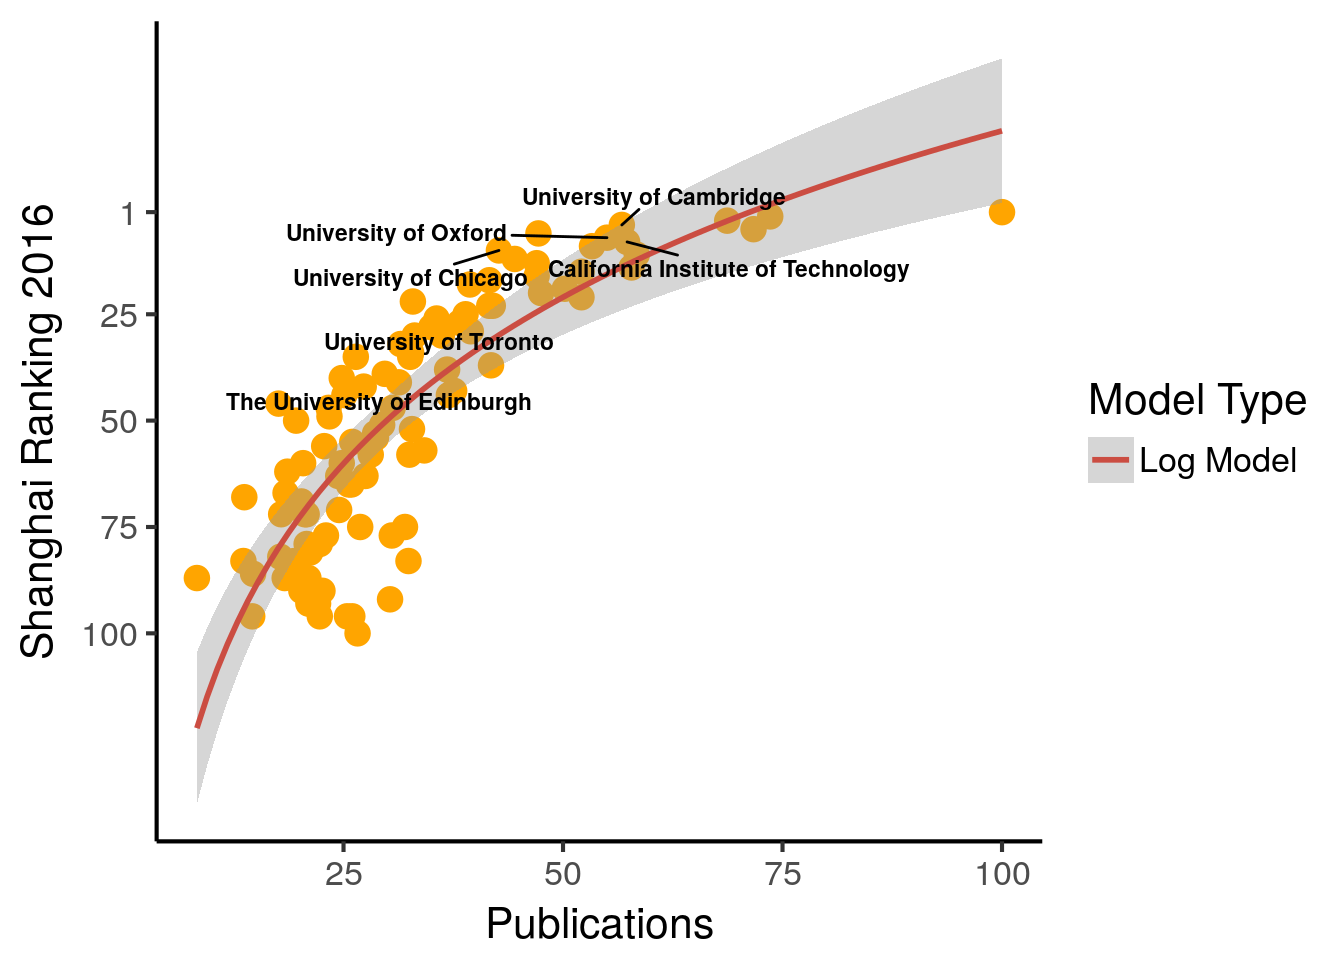 University of Cambridge
University of Oxford
California Institute of Technology
University of Chicago
University of Toronto
The University of Edinburgh
1
25
50
75
100
Shanghai Ranking 2016
25
50
75
100
Publications
Model Type
Log Model